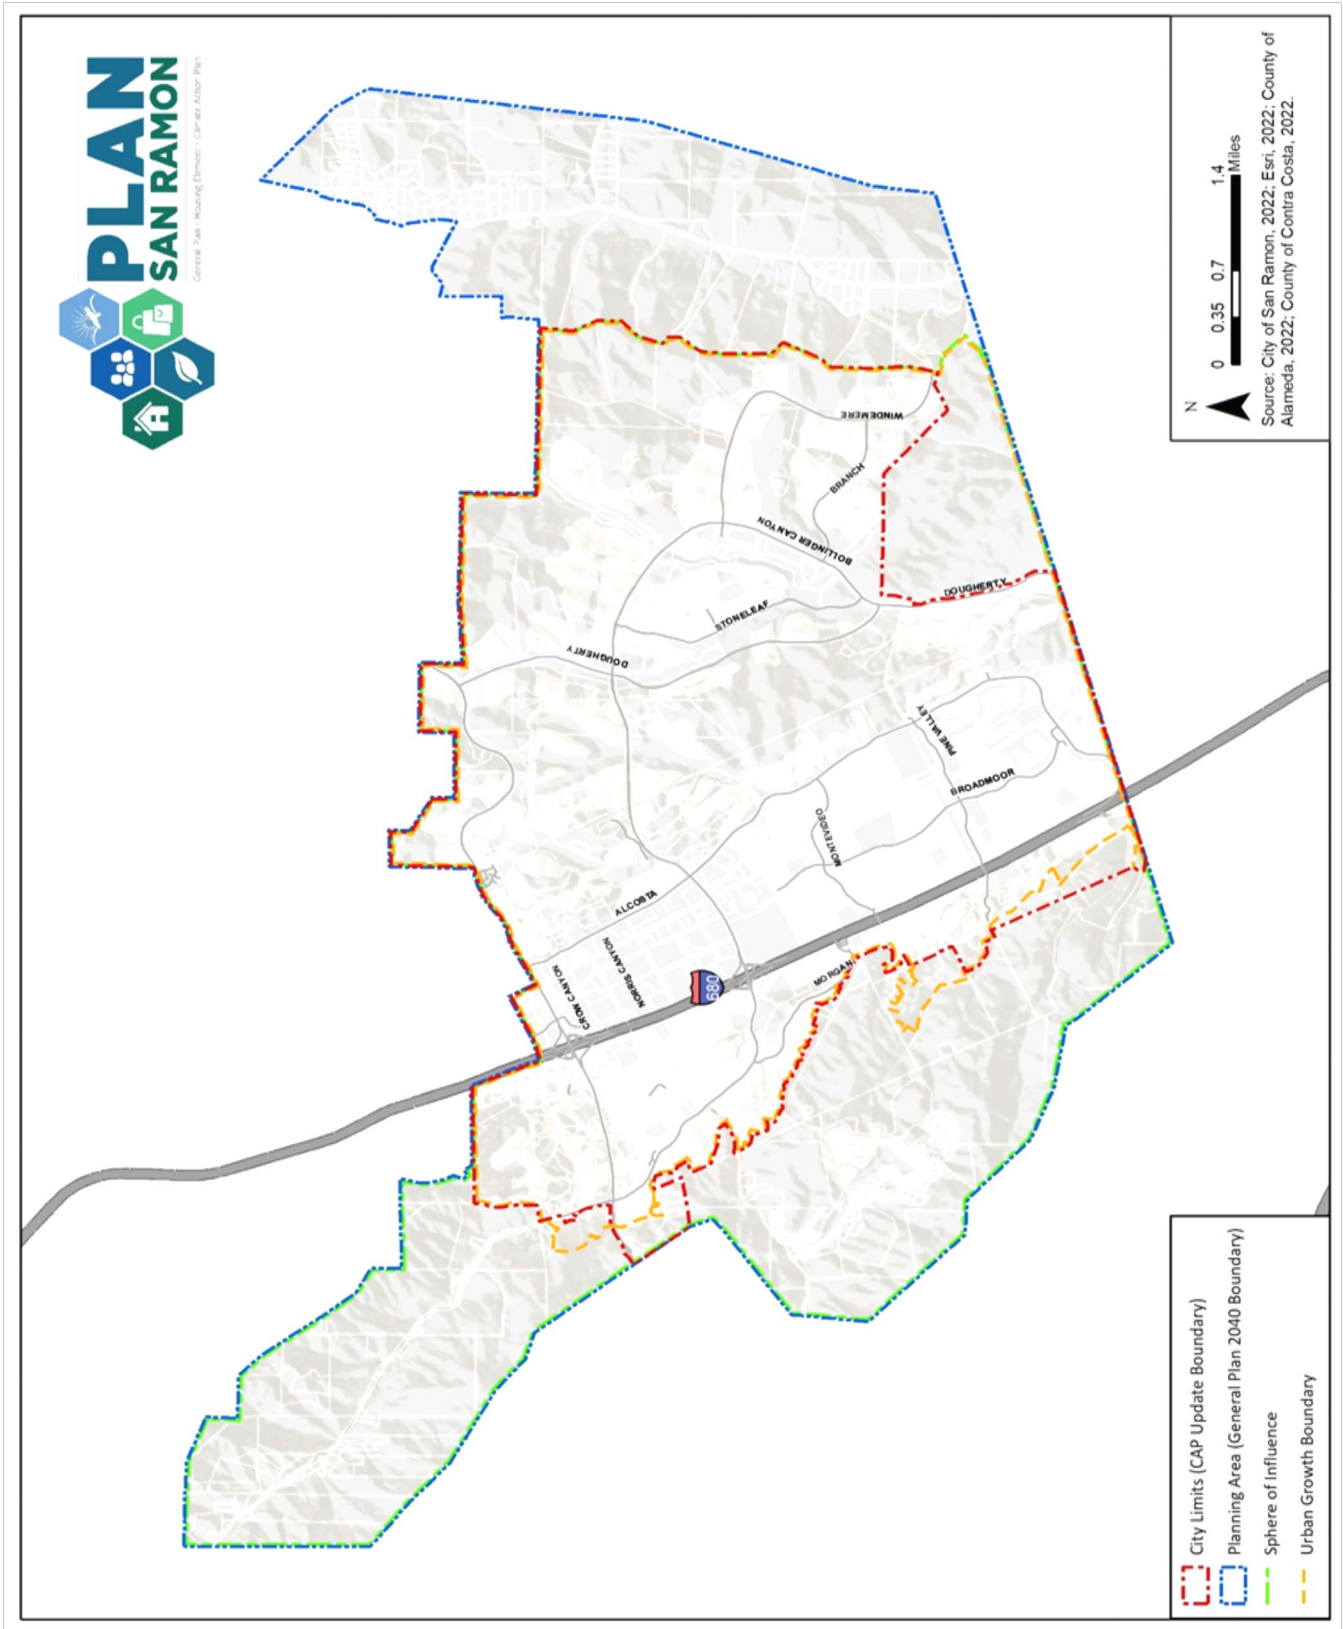 PLAN
SAN RAMON
General Plan - Housing Element - Climate Action Plan
CROW CANYON
NORRIS CANYON
ALCOSTA
680
MORGAN
MONTEVIDEO
BROADMOOR
PINE VALLEY
DOUGHERTY
STONELEAF
BOLLINGER CANYON
BRANCH
WINDEMERE
DOUGHERTY
City Limits (CAP Update Boundary)
Planning Area (General Plan 2040 Boundary)
Sphere of Influence
Urban Growth Boundary
N
0 0.35 0.7 1.4
Miles
Source: City of San Ramon, 2022; Esri, 2022; County of
Alameda, 2022; County of Contra Costa, 2022.